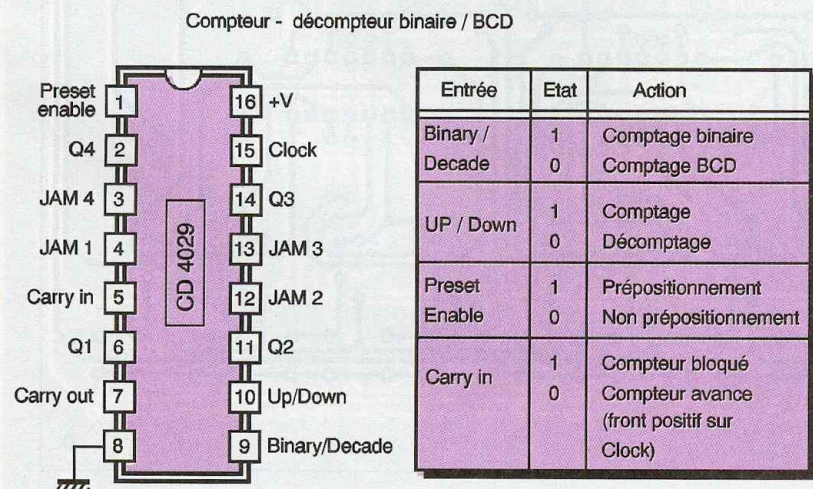 Compteur - décompteur binaire / BCD
Preset
enable
1
16
+V
Q4
2
15
Clock
JAM 4
3
14
Q3
JAM 1
4
13
JAM 3
Carry in
5
12
JAM 2
Q1
6
11
Q2
Carry out
7
10
Up/Down
8
9
Binary/Decade
CD 4029
Entrée Etat Action
Binary / 1 Comptage binaire
Decade 0 Comptage BCD
UP / Down
1 Comptage
0 Décomptage
Preset 1 Prépositionnement
Enable 0 Non prépositionnement
Carry in
1 Compteur bloqué
0 Compteur avance
(front positif sur
Clock)